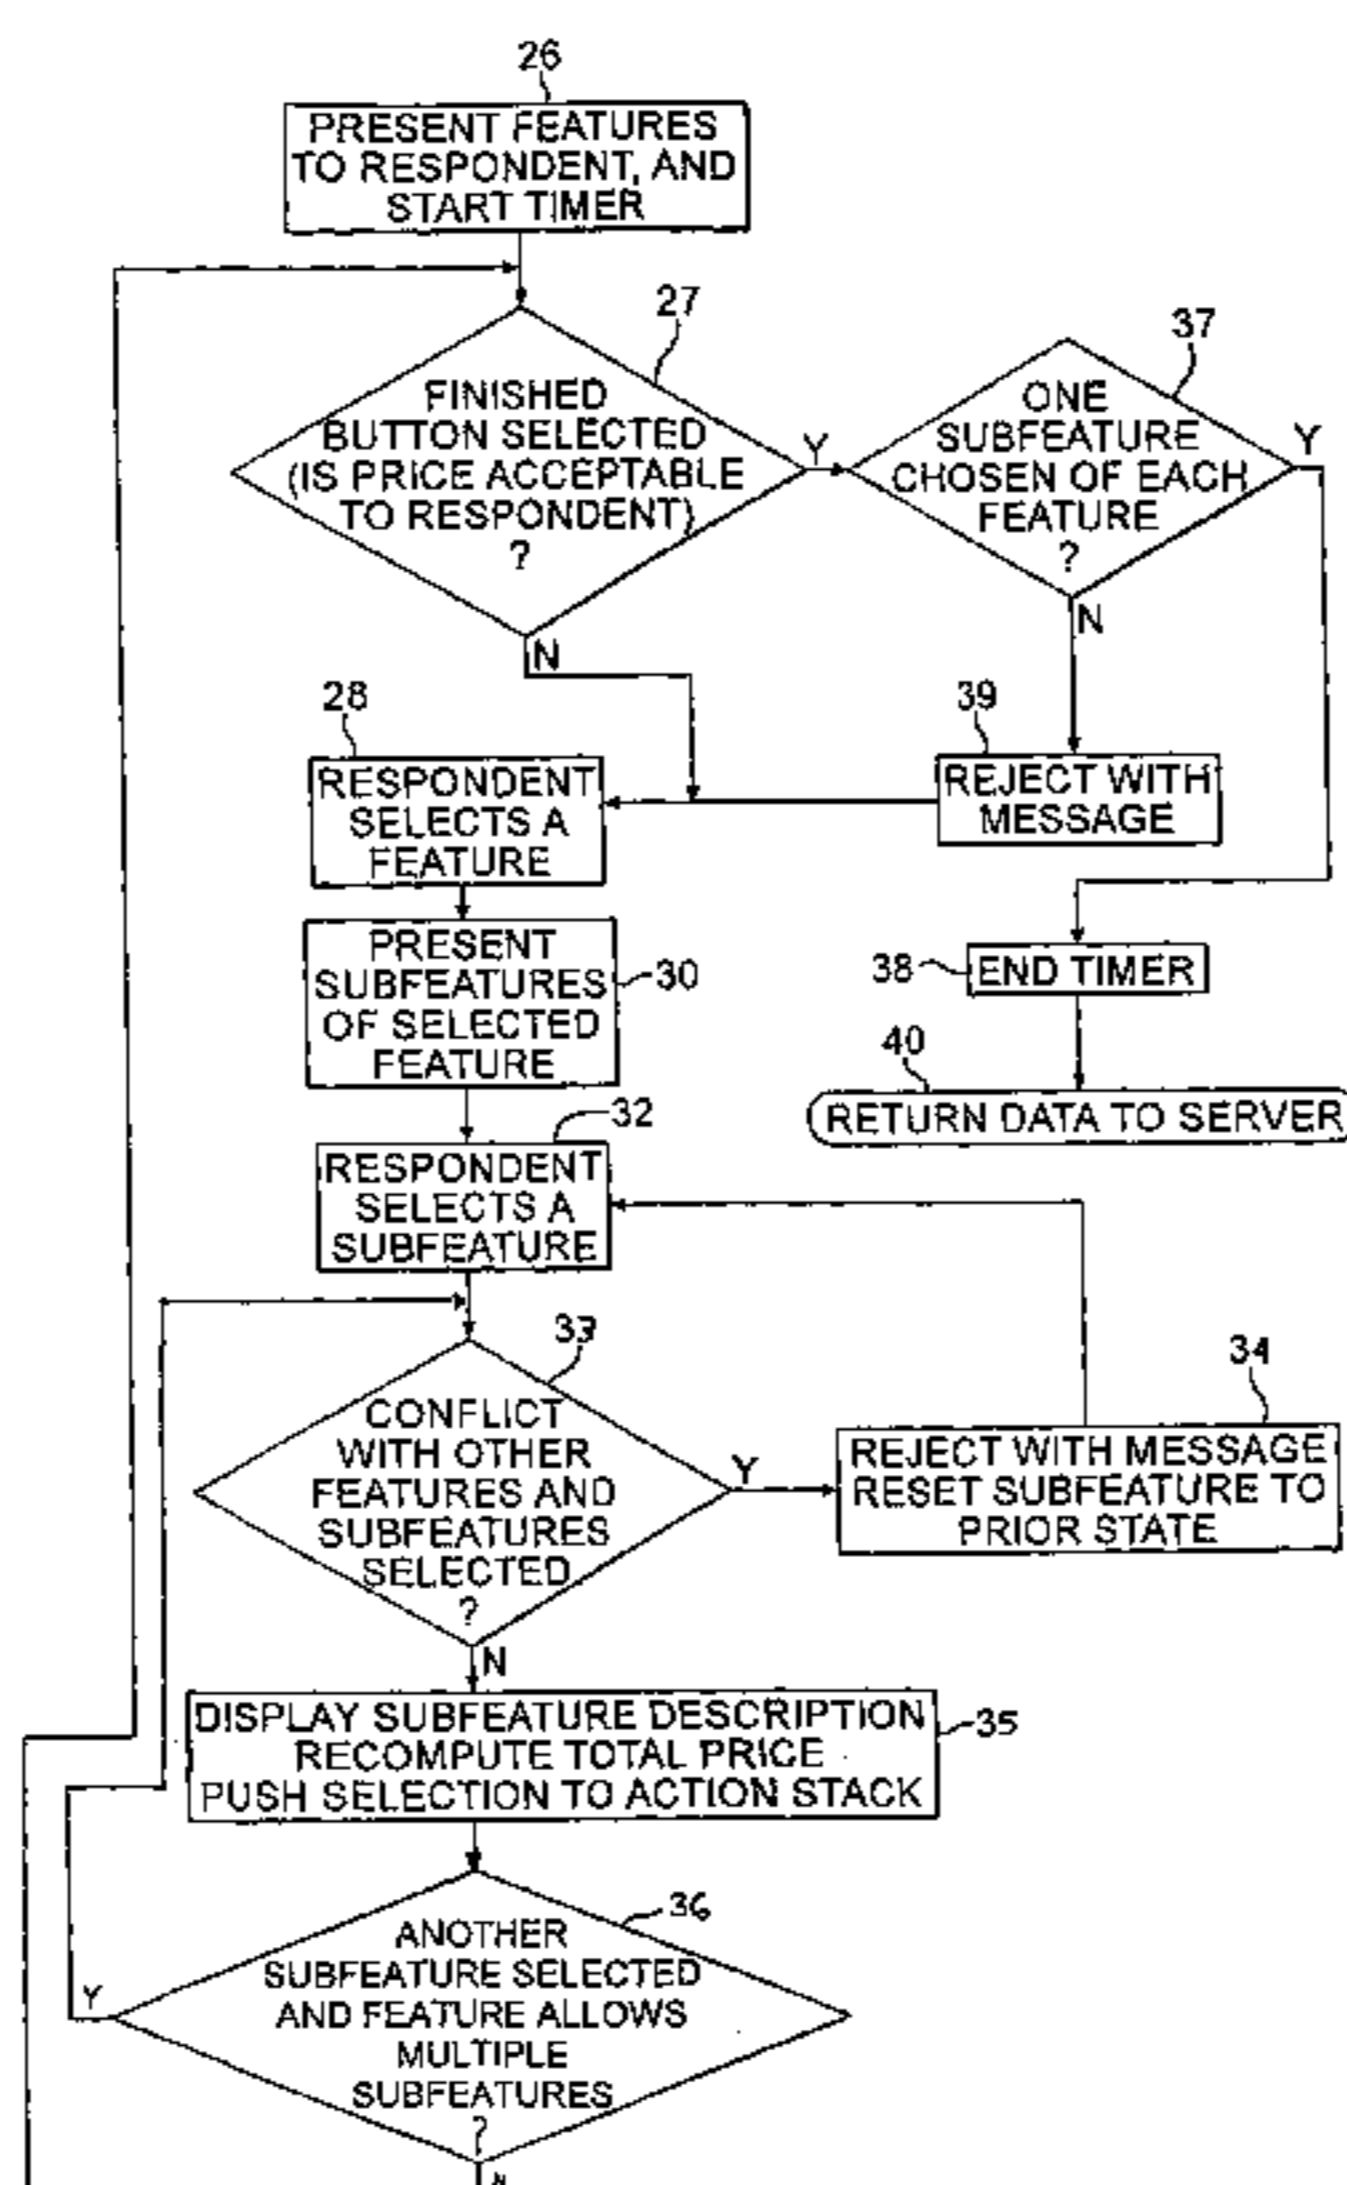 26
PRESENT FEATURES
TO RESPONDENT, AND
START TIMER
27
FINISHED
BUTTON SELECTED
(IS PRICE ACCEPTABLE
TO RESPONDENT)
?
Y
N
37
ONE
SUBFEATURE
CHOSEN OF EACH
FEATURE
?
Y
N
28
RESPONDENT
SELECTS A
FEATURE
39
REJECT WITH
MESSAGE
PRESENT
SUBFEATURES
OF SELECTED
FEATURE
30
38
END TIMER
40
RETURN DATA TO SERVER
32
RESPONDENT
SELECTS A
SUBFEATURE
33
CONFLICT
WITH OTHER
FEATURES AND
SUBFEATURES
SELECTED
?
Y
N
34
REJECT WITH MESSAGE
RESET SUBFEATURE TO
PRIOR STATE
DISPLAY SUBFEATURE DESCRIPTION
RECOMPUTE TOTAL PRICE
PUSH SELECTION TO ACTION STACK
35
36
ANOTHER
SUBFEATURE SELECTED
AND FEATURE ALLOWS
MULTIPLE
SUBFEATURES
?
Y